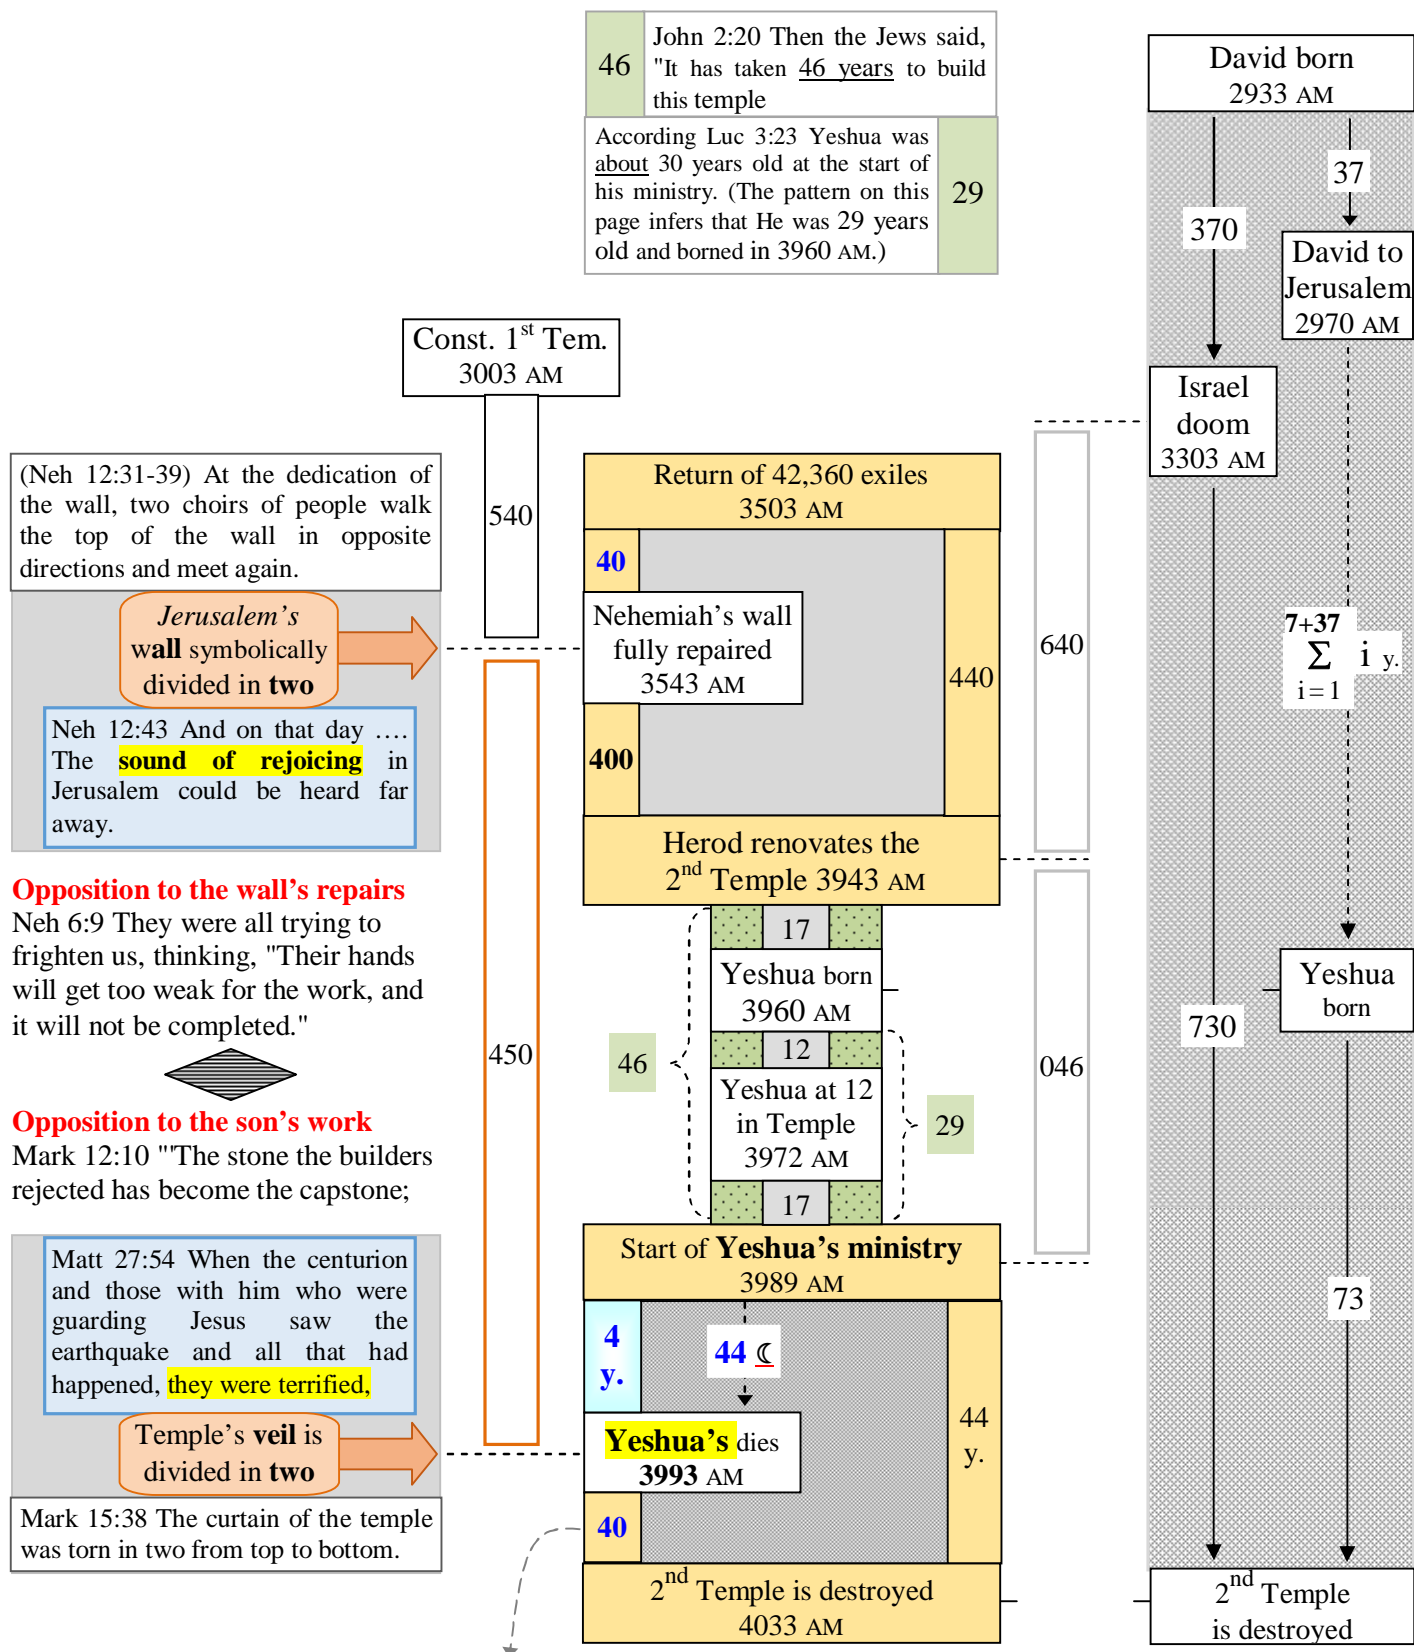 46
John 2:20 Then the Jews said,
"It has taken 46 years to build
this temple
According Luc 3:23 Yeshua was
about 30 years old at the start of
his ministry. (The pattern on this
page infers that He was 29 years
old and borned in 3960 AM.)
29
David born
2933 AM
37
370
David to
Jerusalem
2970 AM
Const. 1st Tem.
3003 AM
Israel
doom
3303 AM
(Neh 12:31-39) At the dedication of
the wall, two choirs of people walk
the top of the wall in opposite
directions and meet again.
540
Return of 42,360 exiles
3503 AM
40
Jerusalem's
wall symbolically
divided in two
Nehemiah's wall
fully repaired
3543 AM
440
640
7+37
Σ i y.
i = 1
Neh 12:43 And on that day ….
The sound of rejoicing in
Jerusalem could be heard far
away.
400
Herod renovates the
2nd Temple 3943 AM
Opposition to the wall's repairs
Neh 6:9 They were all trying to
frighten us, thinking, "Their hands
will get too weak for the work, and
it will not be completed."
17
Yeshua born
3960 AM
Yeshua
born
730
450
46
12
046
Opposition to the son's work
Mark 12:10 "'The stone the builders
rejected has become the capstone;
Yeshua at 12
in Temple
3972 AM
29
17
Start of Yeshua's ministry
3989 AM
Matt 27:54 When the centurion
and those with him who were
guarding Jesus saw the
earthquake and all that had
happened, they were terrified,
73
4
y.
44 ☾
44
y.
Temple's veil is
divided in two
Yeshua's dies
3993 AM
Mark 15:38 The curtain of the temple
was torn in two from top to bottom.
40
2nd Temple is destroyed
4033 AM
2nd Temple
is destroyed